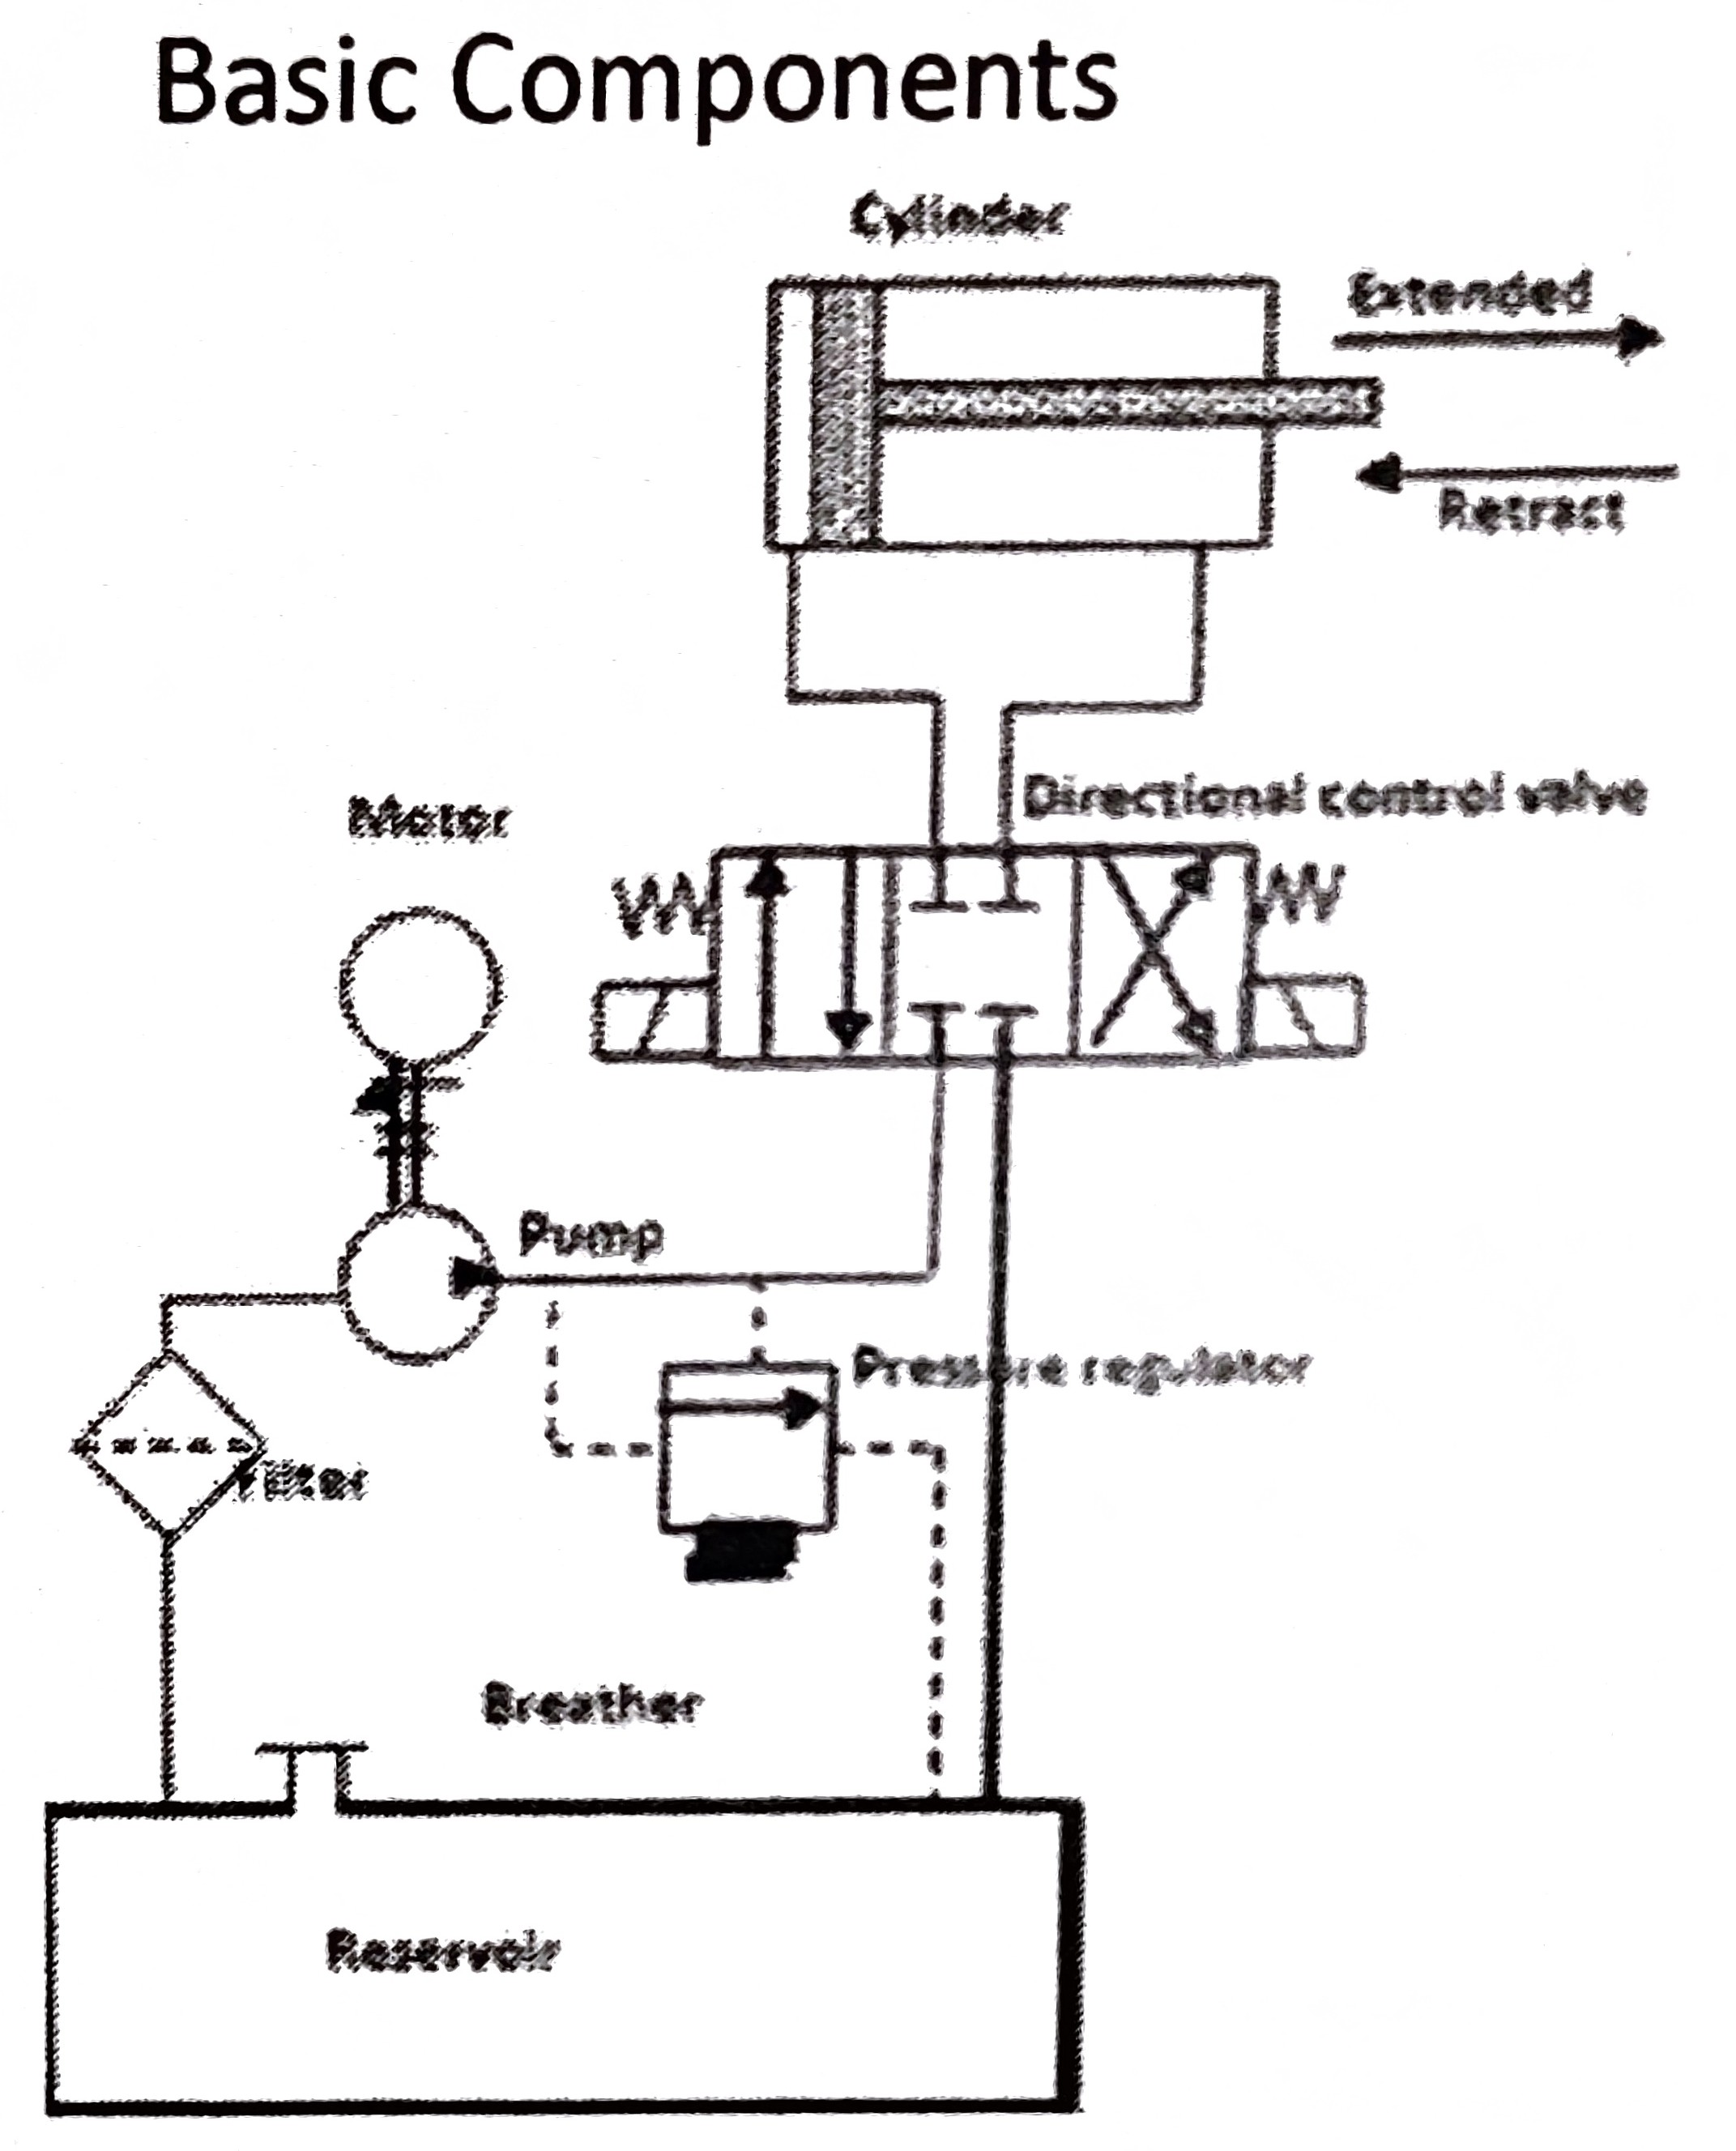 Basic Components
Cylinder
Extended
Retract
Directional control valve
Motor
Pump
Pressure regulator
Filter
Breather
Reservoir